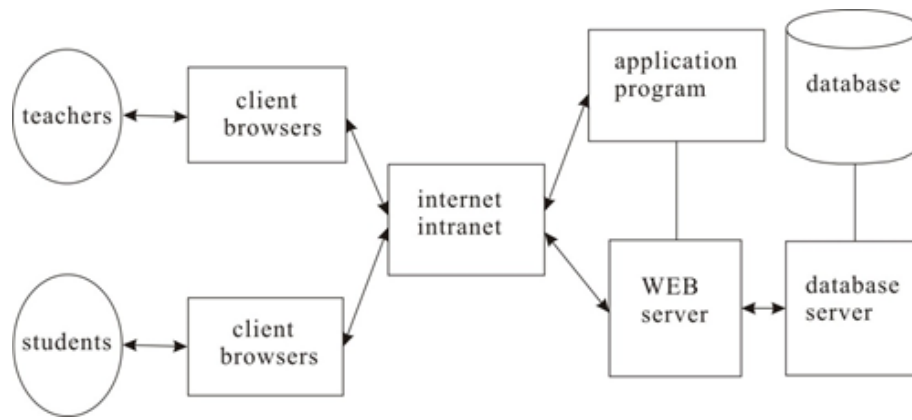 teachers
client
browsers
internet
intranet
application
program
database
students
client
browsers
WEB
server
database
server